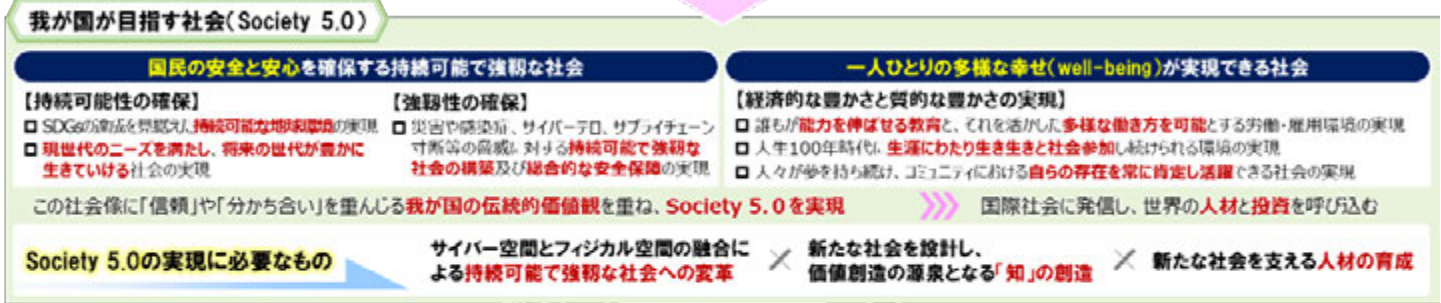 我が国が目指す社会(Society 5.0)
国民の安全と安心を確保する持続可能で強靱な社会
【持続可能性の確保】
□ SDGsの達成を見据えた持続可能な地球環境の実現
□ 現世代のニーズを満たし、将来の世代が豊かに
生きていける社会の実現
【強靱性の確保】
□ 災害や感染症、サイバーテロ、サプライチェーン
寸断等の脅威に対する持続可能で強靱な
社会の構築及び総合的な安全保障の実現
一人ひとりの多様な幸せ(well-being)が実現できる社会
【経済的な豊かさと質的な豊かさの実現】
□ 誰もが能力を伸ばせる教育と、それを活かした多様な働き方を可能とする労働・雇用環境の実現
□ 人生100年時代に生涯にわたり生き生きと社会参加し続けられる環境の実現
□ 人々が夢を持ち続け、コミュニティにおける自らの存在を常に肯定し活躍できる社会の実現
この社会像に「信頼」や「分かち合い」を重んじる我が国の伝統的価値観を重ね、Society 5.0を実現
国際社会に発信し、世界の人材と投資を呼び込む
Society 5.0の実現に必要なもの
サイバー空間とフィジカル空間の融合に
よる持続可能で強靱な社会への変革
×
新たな社会を設計し、
価値創造の源泉となる「知」の創造
×
新たな社会を支える人材の育成